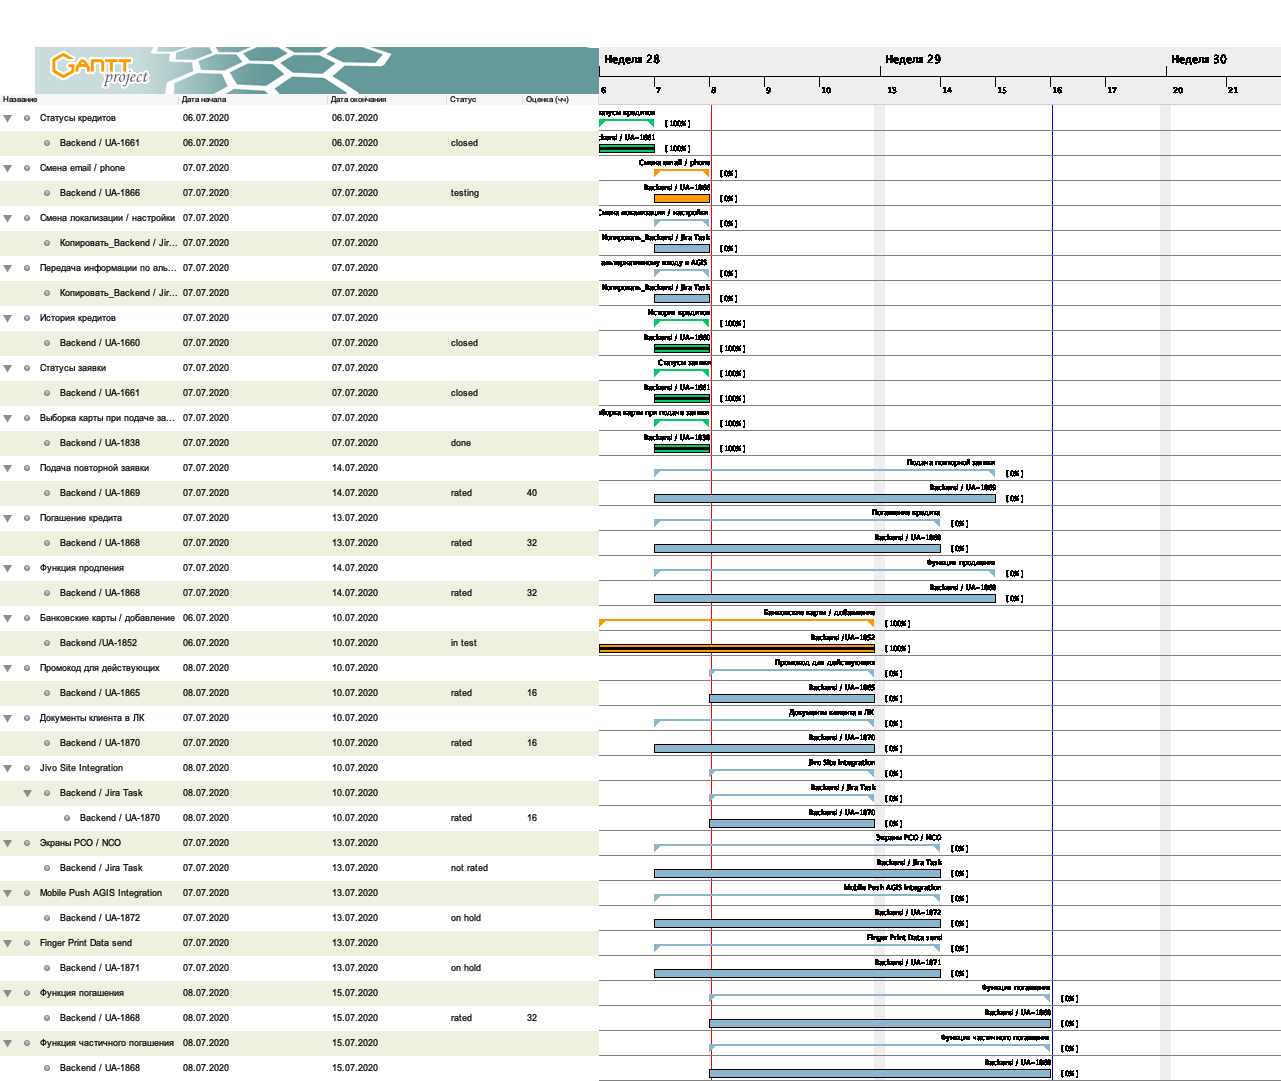 GANTT project
Неделя 28 Неделя 29 Неделя 30
6 7 8 9 10 13 14 15 16 17 20 21
Название Дата начала Дата окончания Статус Оценка (чч)
Статусы кредитов 06.07.2020 06.07.2020 [ 100% ]
Backend / UA-1661 06.07.2020 06.07.2020 closed [ 100% ]
Смена email / phone 07.07.2020 07.07.2020 Смена email / phone [ 0% ]
Backend / UA-1866 07.07.2020 07.07.2020 testing Backend / UA-1866 [ 0% ]
Смена локализации / настройки 07.07.2020 07.07.2020 Смена локализации / настройки [ 0% ]
Копировать_Backend / Jir... 07.07.2020 07.07.2020 Копировать_Backend / Jira Task [ 0% ]
Передача информации по аль... 07.07.2020 07.07.2020 альтернативному входу в AGIS [ 0% ]
Копировать_Backend / Jir... 07.07.2020 07.07.2020 Копировать_Backend / Jira Task [ 0% ]
История кредитов 07.07.2020 07.07.2020 История кредитов [ 100% ]
Backend / UA-1660 07.07.2020 07.07.2020 closed Backend / UA-1660 [ 100% ]
Статусы заявки 07.07.2020 07.07.2020 Статусы заявки [ 100% ]
Backend / UA-1661 07.07.2020 07.07.2020 closed Backend / UA-1661 [ 100% ]
Выборка карты при подаче за... 07.07.2020 07.07.2020 ыборка карты при подаче заявки [ 100% ]
Backend / UA-1838 07.07.2020 07.07.2020 done Backend / UA-1838 [ 100% ]
Подача повторной заявки 07.07.2020 14.07.2020 Подача повторной заявки [ 0% ]
Backend / UA-1869 07.07.2020 14.07.2020 rated 40 Backend / UA-1869 [ 0% ]
Погашение кредита 07.07.2020 13.07.2020 Погашение кредита [ 0% ]
Backend / UA-1868 07.07.2020 13.07.2020 rated 32 Backend / UA-1868 [ 0% ]
Функция продления 07.07.2020 14.07.2020 Функция продления [ 0% ]
Backend / UA-1868 07.07.2020 14.07.2020 rated 32 Backend / UA-1868 [ 0% ]
Банковские карты / добавление 06.07.2020 10.07.2020 Банковские карты / добавление [ 100% ]
Backend /UA-1852 06.07.2020 10.07.2020 in test Backend /UA-1852 [ 100% ]
Промокод для действующих 08.07.2020 10.07.2020 Промокод для действующих [ 0% ]
Backend / UA-1865 08.07.2020 10.07.2020 rated 16 Backend / UA-1865 [ 0% ]
Документы клиента в ЛК 07.07.2020 10.07.2020 Документы клиента в ЛК [ 0% ]
Backend / UA-1870 07.07.2020 10.07.2020 rated 16 Backend / UA-1870 [ 0% ]
Jivo Site Integration 08.07.2020 10.07.2020 Jivo Site Integration [ 0% ]
Backend / Jira Task 08.07.2020 10.07.2020 Backend / Jira Task [ 0% ]
Backend / UA-1870 08.07.2020 10.07.2020 rated 16 Backend / UA-1870 [ 0% ]
Экраны PCO / NCO 07.07.2020 13.07.2020 Экраны PCO / NCO [ 0% ]
Backend / Jira Task 07.07.2020 13.07.2020 not rated Backend / Jira Task [ 0% ]
Mobile Push AGIS Integration 07.07.2020 13.07.2020 Mobile Push AGIS Integration [ 0% ]
Backend / UA-1872 07.07.2020 13.07.2020 on hold Backend / UA-1872 [ 0% ]
Finger Print Data send 07.07.2020 13.07.2020 Finger Print Data send [ 0% ]
Backend / UA-1871 07.07.2020 13.07.2020 on hold Backend / UA-1871 [ 0% ]
Функция погашения 08.07.2020 15.07.2020 Функция погашения [ 0% ]
Backend / UA-1868 08.07.2020 15.07.2020 rated 32 Backend / UA-1868 [ 0% ]
Функция частичного погашения 08.07.2020 15.07.2020 Функция частичного погашения [ 0% ]
Backend / UA-1868 08.07.2020 15.07.2020 Backend / UA-1868 [ 0% ]